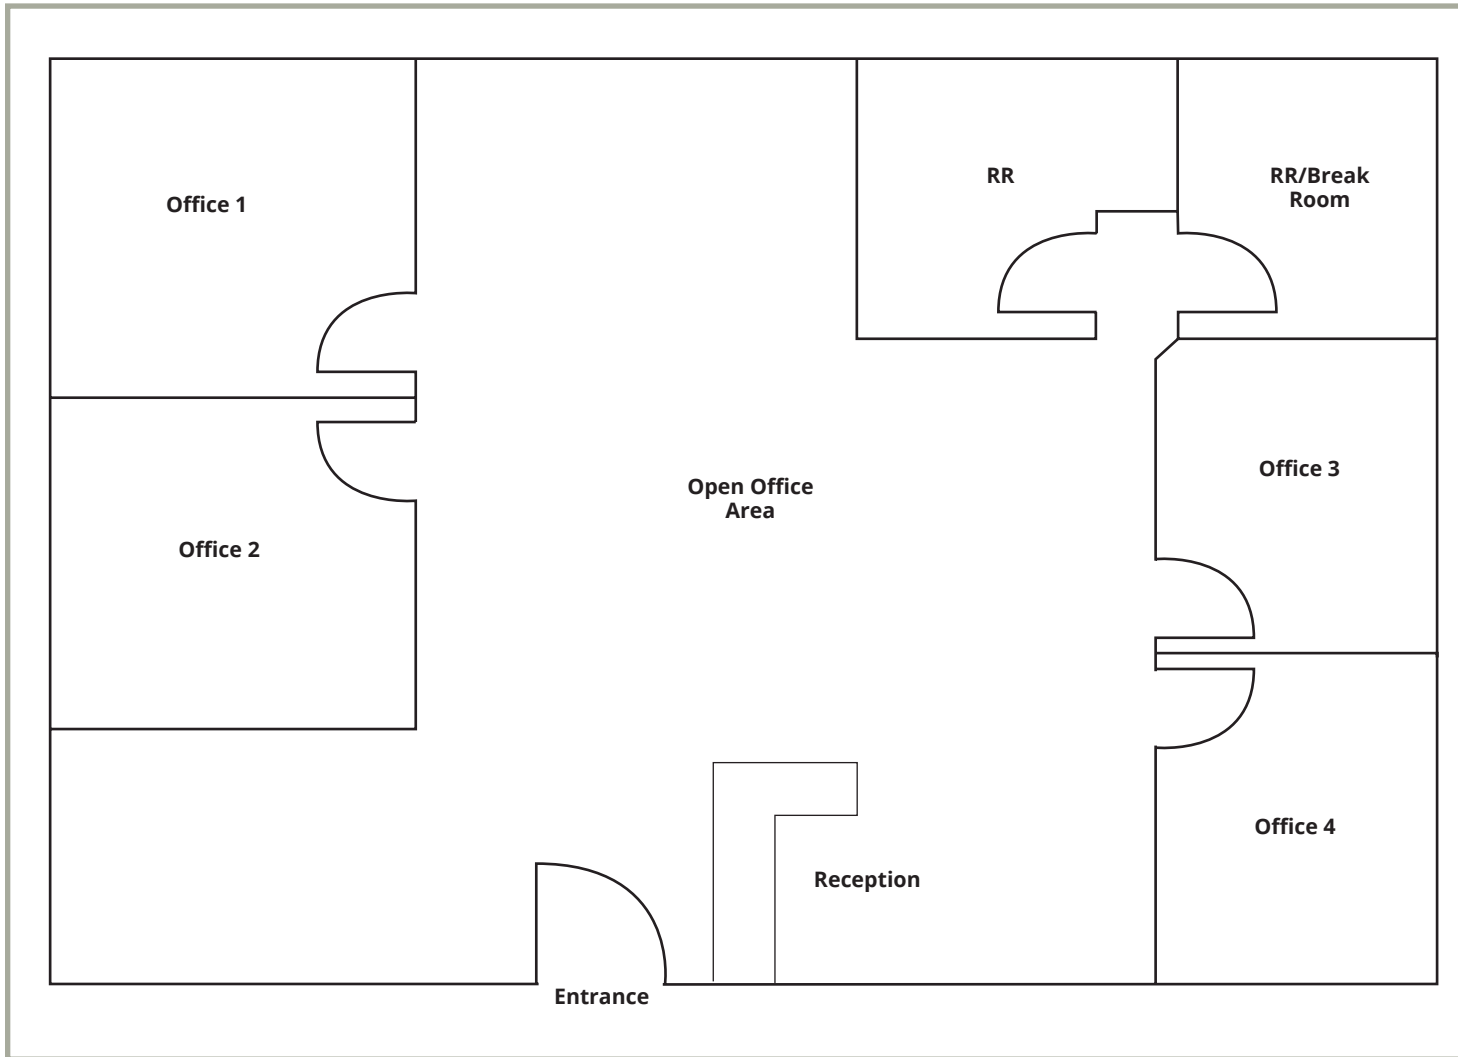 RR
RR/Break
Room
Office 1
Office 3
Open Office
Area
Office 2
Office 4
Reception
Entrance